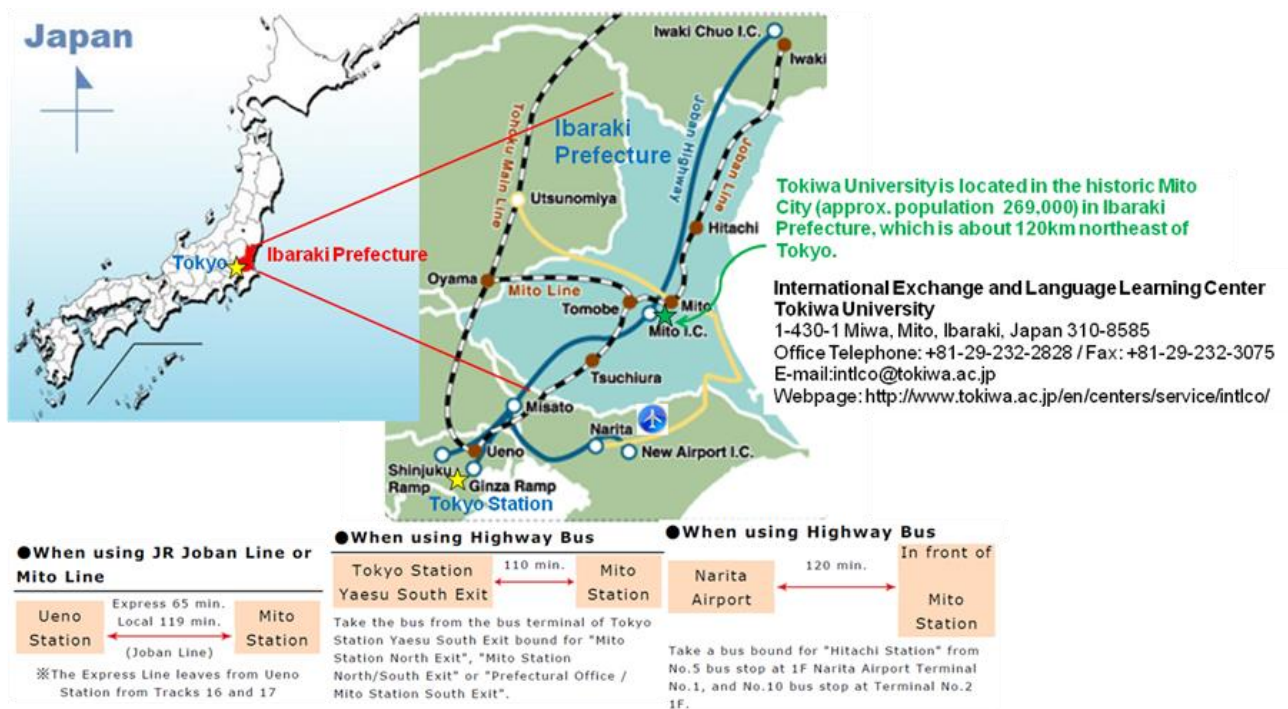 Japan
Tokyo
Ibaraki Prefecture
Iwaki Chuo I.C.
Iwaki
Tohoku Main Line
Ibaraki
Prefecture
Joban Highway
Joban Line
Utsunomiya
Hitachi
Oyama
Mito Line
Tomobe
Mito
Mito I.C.
Tsuchiura
Misato
Narita
Ueno
New Airport I.C.
Shinjuku
Ramp
Ginza Ramp
Tokyo Station
Tokiwa University is located in the historic Mito
City (approx. population 269,000) in Ibaraki
Prefecture, which is about 120km northeast of
Tokyo.
International Exchange and Language Learning Center
Tokiwa University
1-430-1 Miwa, Mito, Ibaraki, Japan 310-8585
Office Telephone: +81-29-232-2828 / Fax: +81-29-232-3075
E-mail:intlco@tokiwa.ac.jp
Webpage: http://www.tokiwa.ac.jp/en/centers/service/intlco/
●When using JR Joban Line or
Mito Line
Ueno
Station
Express 65 min.
Local 119 min.
(Joban Line)
Mito
Station
※The Express Line leaves from Ueno
Station from Tracks 16 and 17
●When using Highway Bus
Tokyo Station
Yaesu South Exit
110 min.
Mito
Station
Take the bus from the bus terminal of Tokyo
Station Yaesu South Exit bound for "Mito
Station North Exit", "Mito Station
North/South Exit" or "Prefectural Office /
Mito Station South Exit".
●When using Highway Bus
Narita
Airport
120 min.
In front of
Mito
Station
Take a bus bound for "Hitachi Station" from
No.5 bus stop at 1F Narita Airport Terminal
No.1, and No.10 bus stop at Terminal No.2
1F.